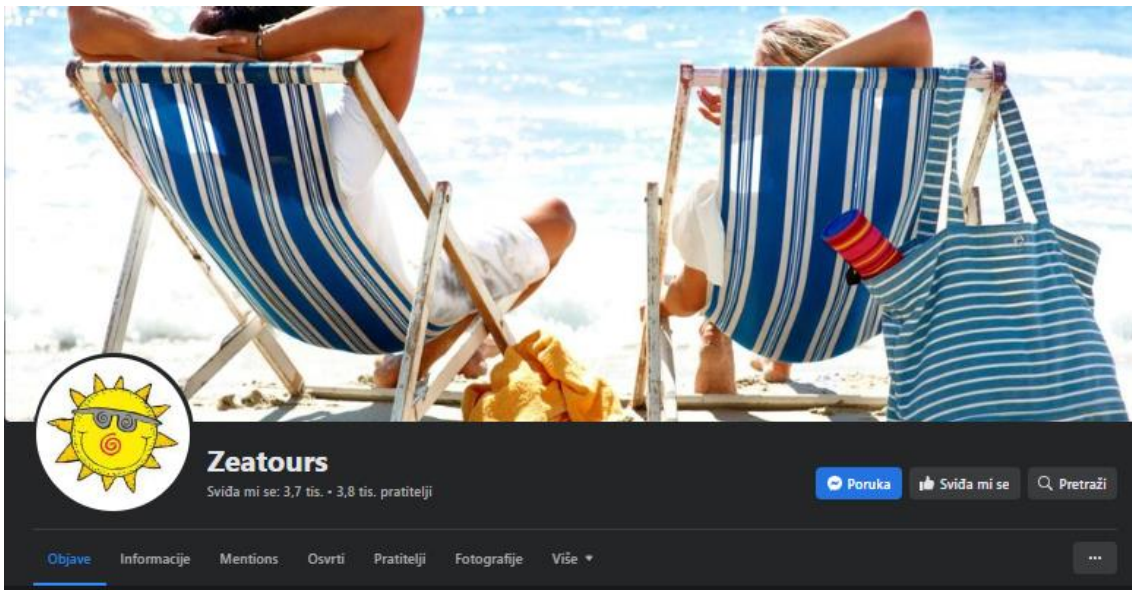 Zeatours
Sviđa mi se: 3,7 tis. • 3,8 tis. pratitelji
Poruka
Sviđa mi se
Pretraži
Objave Informacije Mentions Osvrti Pratitelji Fotografije Više